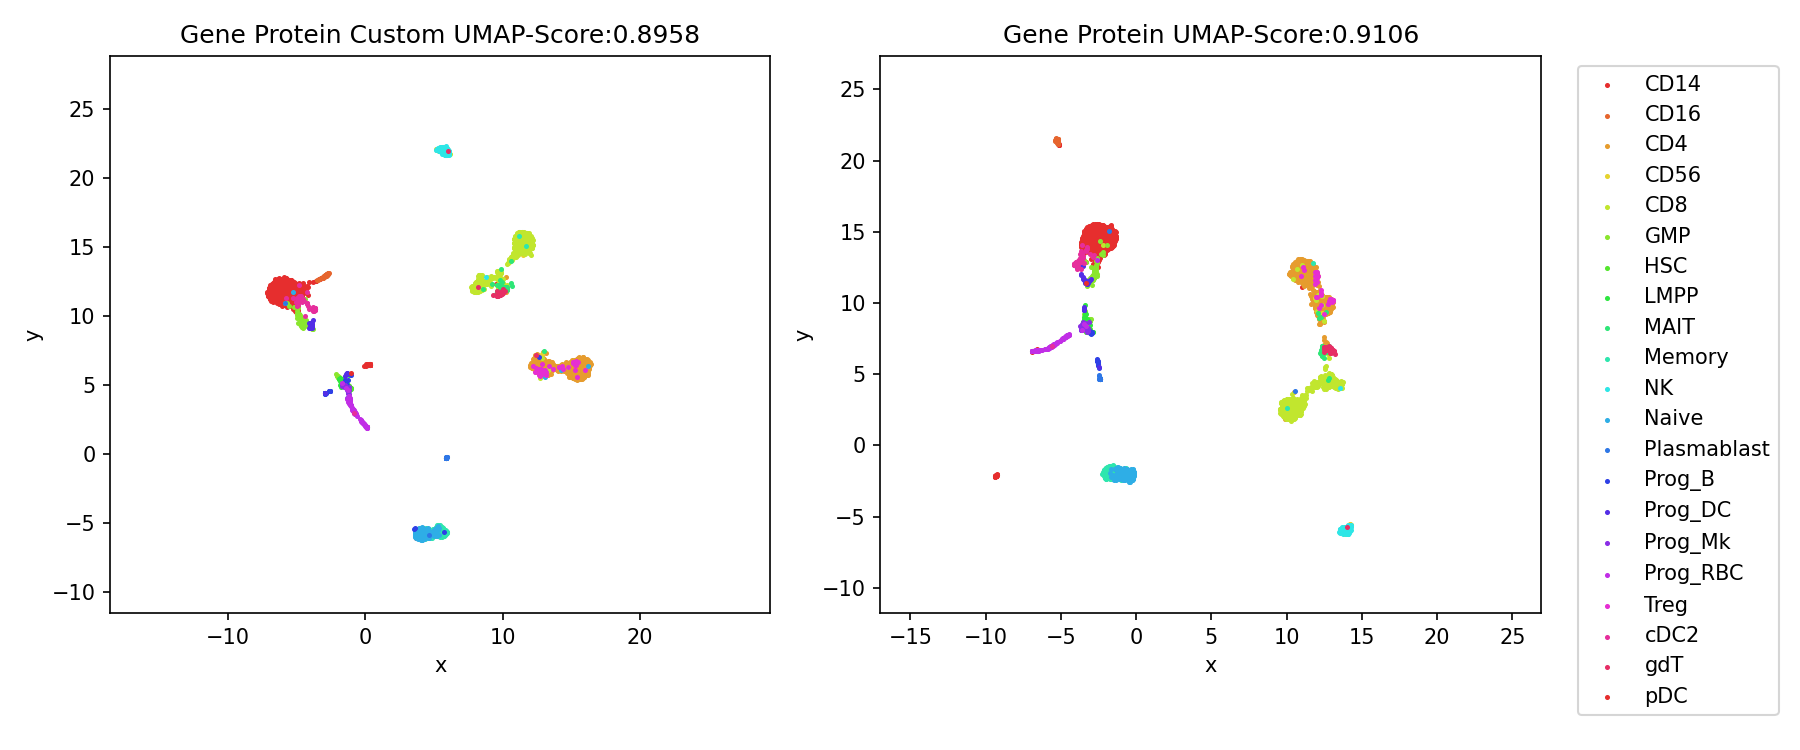 Gene Protein Custom UMAP-Score:0.8958
25
20
15
10
5
0
−5
−10
y
−10 0 10 20
x
Gene Protein UMAP-Score:0.9106
25
20
15
10
5
0
−5
−10
y
−15 −10 −5 0 5 10 15 20 25
x
CD14
CD16
CD4
CD56
CD8
GMP
HSC
LMPP
MAIT
Memory
NK
Naive
Plasmablast
Prog_B
Prog_DC
Prog_Mk
Prog_RBC
Treg
cDC2
gdT
pDC